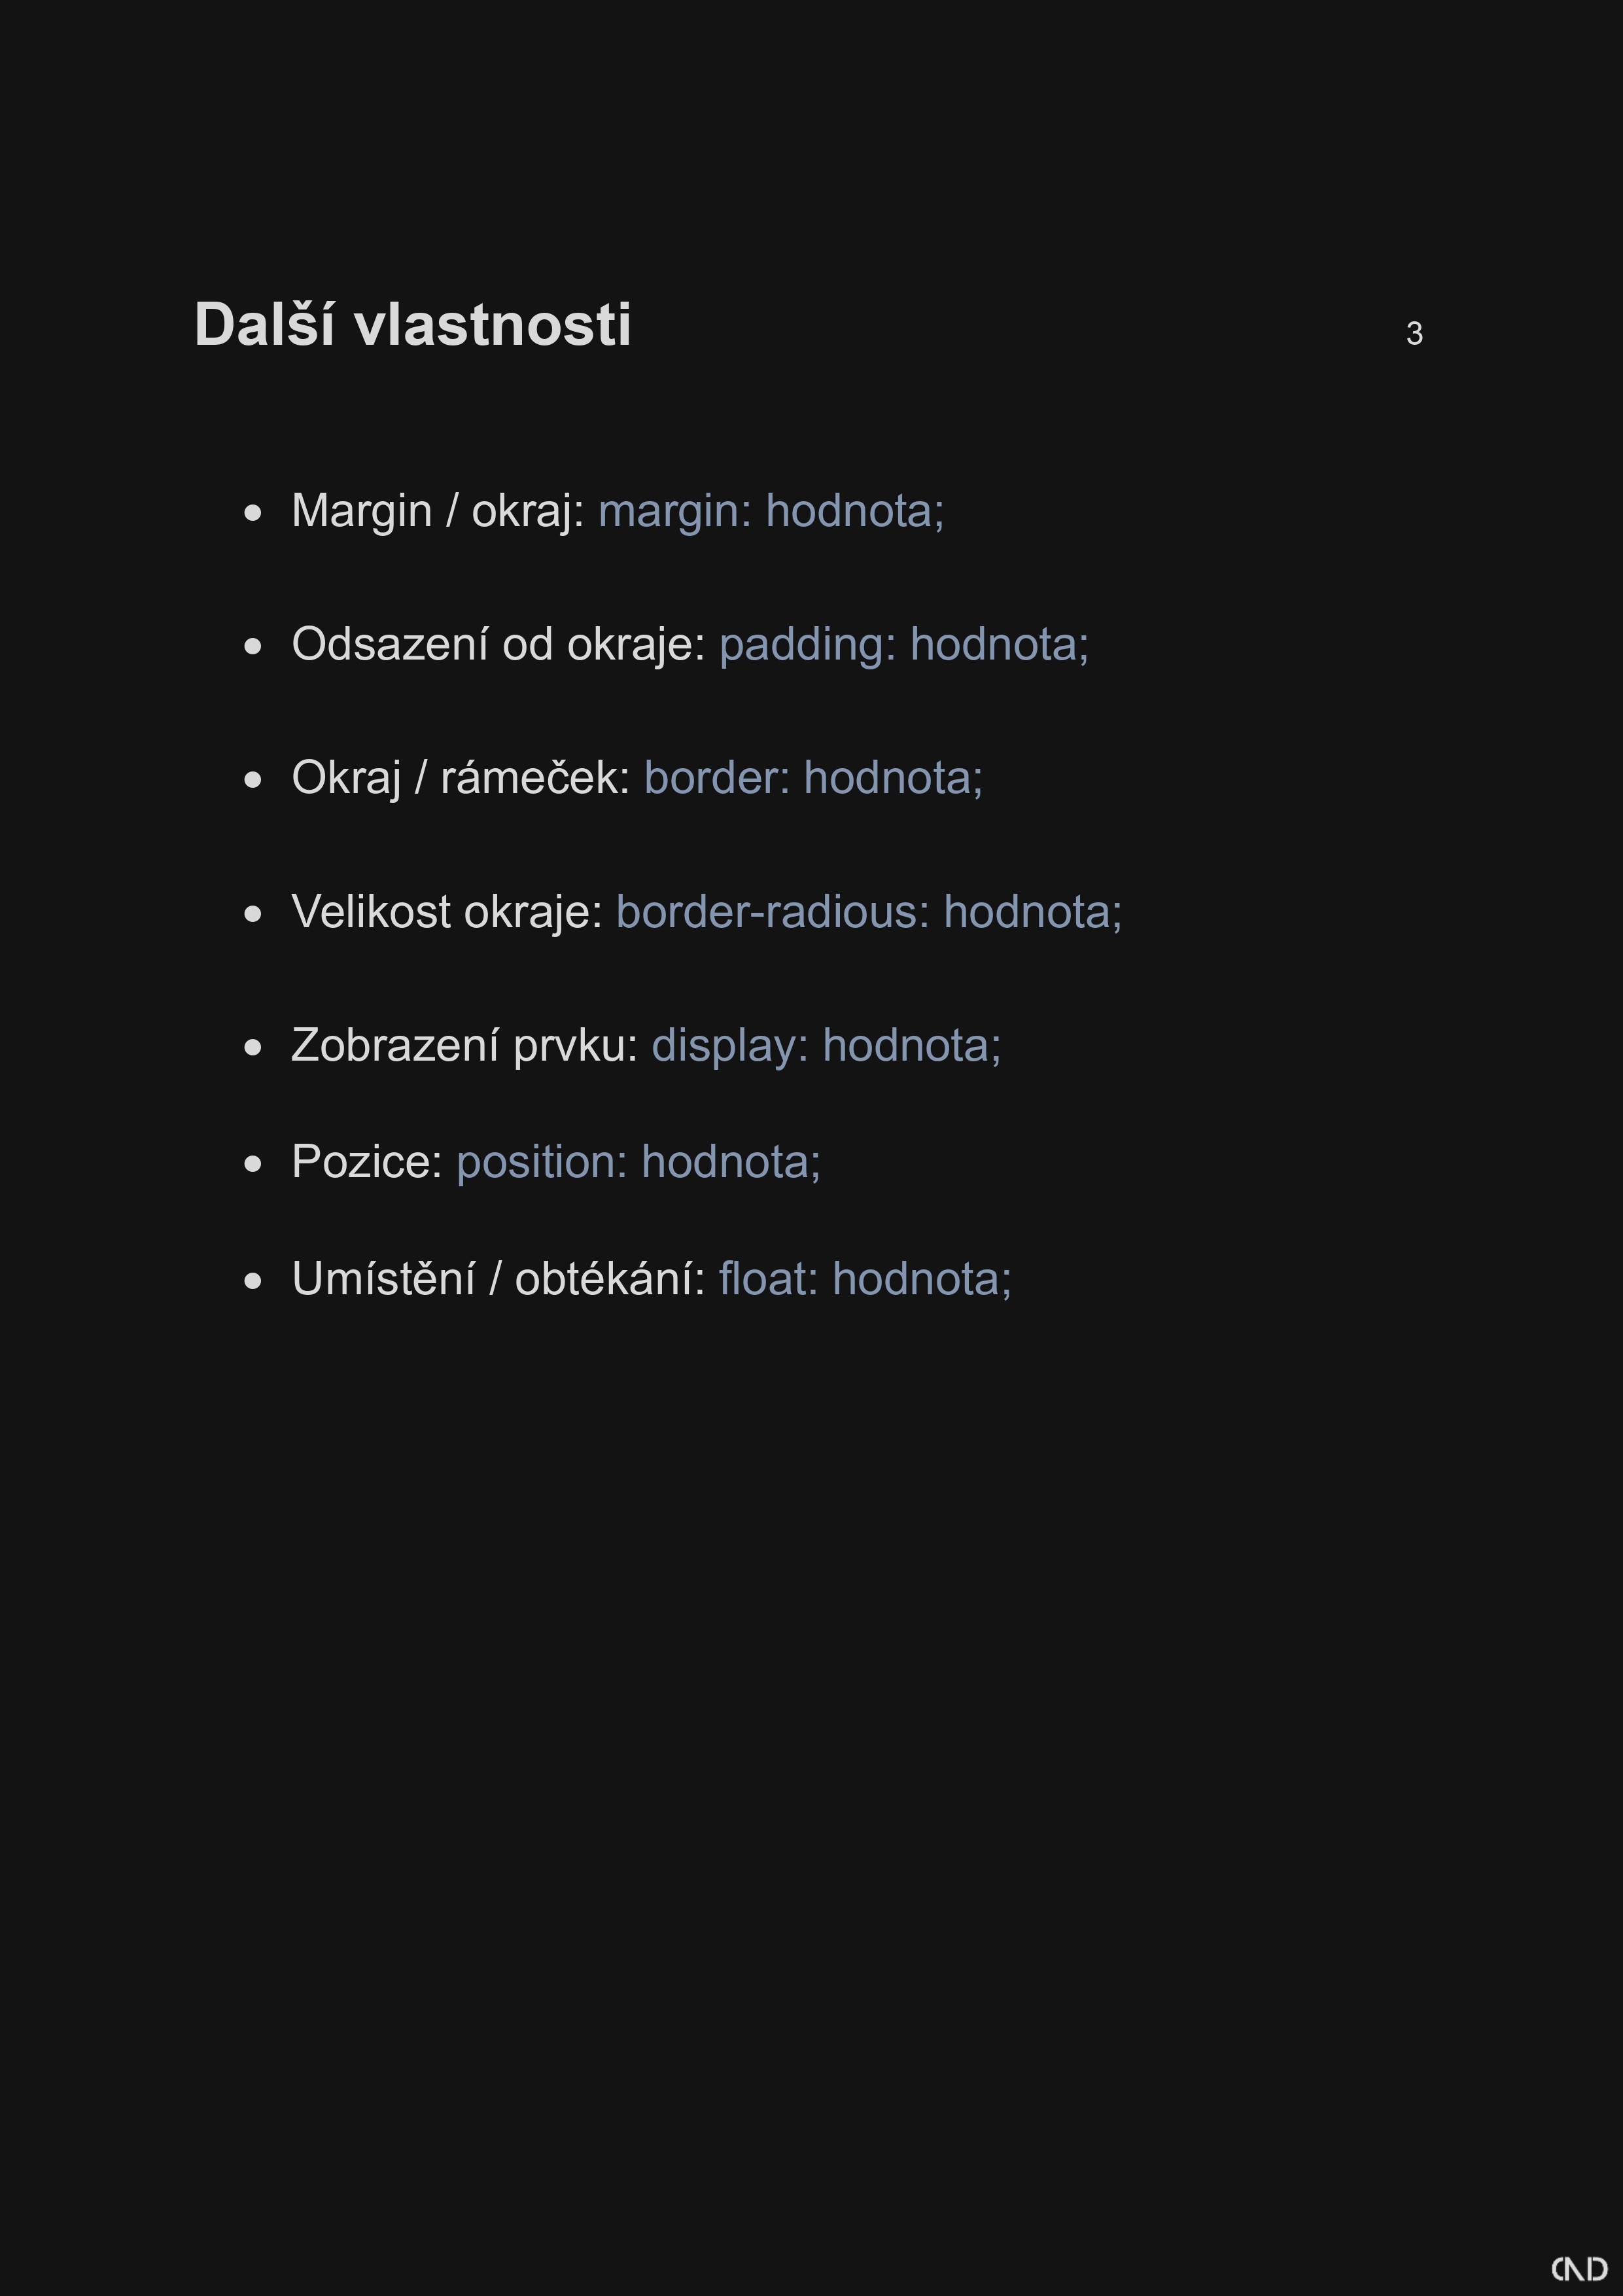 Další vlastnosti 3
• Margin / okraj: margin: hodnota;
• Odsazení od okraje: padding: hodnota;
• Okraj / rámeček: border: hodnota;
• Velikost okraje: border-radious: hodnota;
• Zobrazení prvku: display: hodnota;
• Pozice: position: hodnota;
• Umístění / obtékání: float: hodnota;
CND